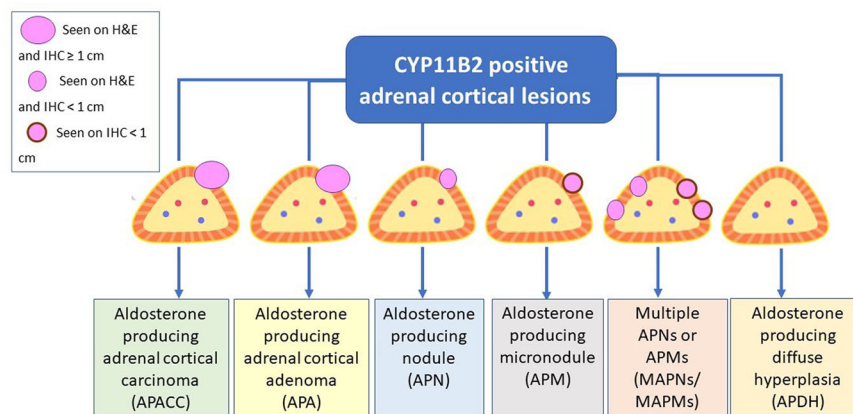 Seen on H&E
and IHC ≥ 1 cm
Seen on H&E
and IHC < 1 cm
Seen on IHC < 1
cm
CYP11B2 positive
adrenal cortical lesions
Aldosterone
producing
adrenal cortical
carcinoma
(APACC)
Aldosterone
producing
adrenal cortical
adenoma
(APA)
Aldosterone
producing
nodule
(APN)
Aldosterone
producing
micronodule
(APM)
Multiple
APNs or
APMs
(MAPNs/
MAPMs)
Aldosterone
producing
diffuse
hyperplasia
(APDH)